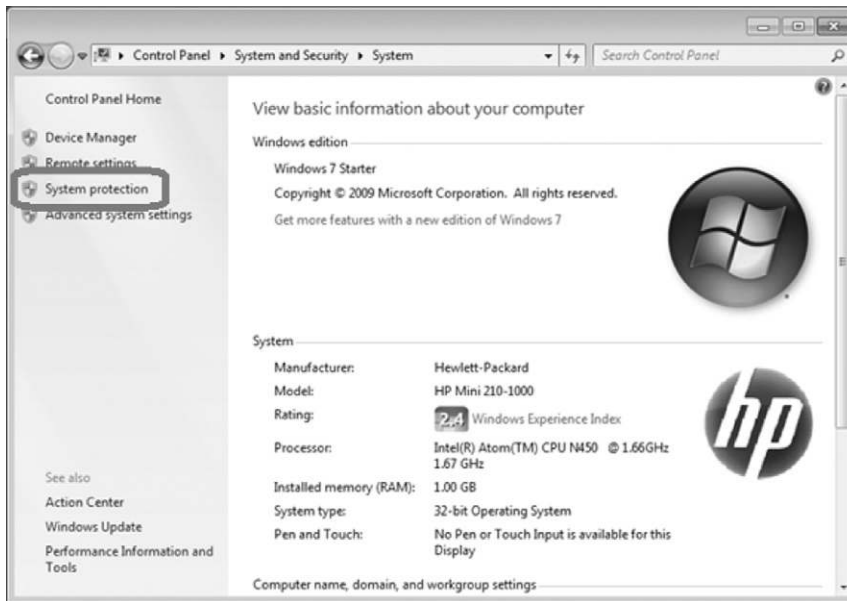 Control Panel ▸ System and Security ▸ System
Search Control Panel
Control Panel Home
Device Manager
Remote settings
System protection
Advanced system settings
See also
Action Center
Windows Update
Performance Information and
Tools
View basic information about your computer
Windows edition
Windows 7 Starter
Copyright © 2009 Microsoft Corporation. All rights reserved.
Get more features with a new edition of Windows 7
System
Manufacturer: Hewlett-Packard
Model: HP Mini 210-1000
Rating: 2,4 Windows Experience Index
Processor: Intel(R) Atom(TM) CPU N450 @ 1.66GHz
1.67 GHz
Installed memory (RAM): 1.00 GB
System type: 32-bit Operating System
Pen and Touch: No Pen or Touch Input is available for this
Display
hp
Computer name, domain, and workgroup settings